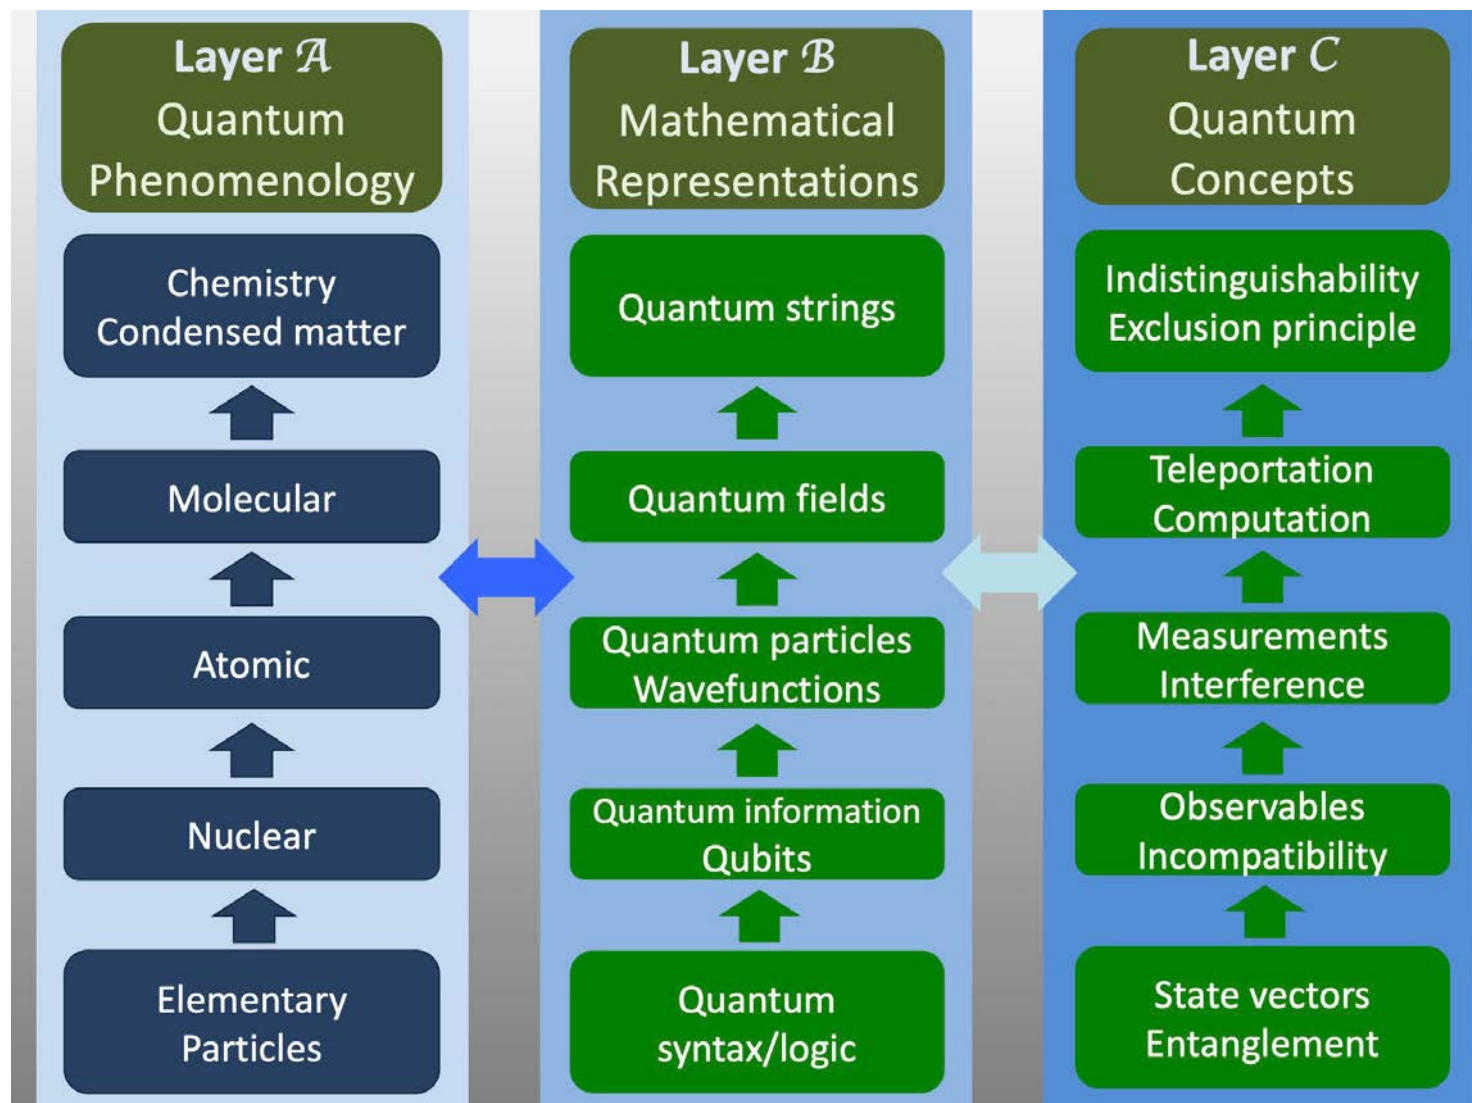 Layer 𝒜
Quantum
Phenomenology
Chemistry
Condensed matter
Molecular
Atomic
Nuclear
Elementary
Particles
Layer ℬ
Mathematical
Representations
Quantum strings
Quantum fields
Quantum particles
Wavefunctions
Quantum information
Qubits
Quantum
syntax/logic
Layer 𝒞
Quantum
Concepts
Indistinguishability
Exclusion principle
Teleportation
Computation
Measurements
Interference
Observables
Incompatibility
State vectors
Entanglement